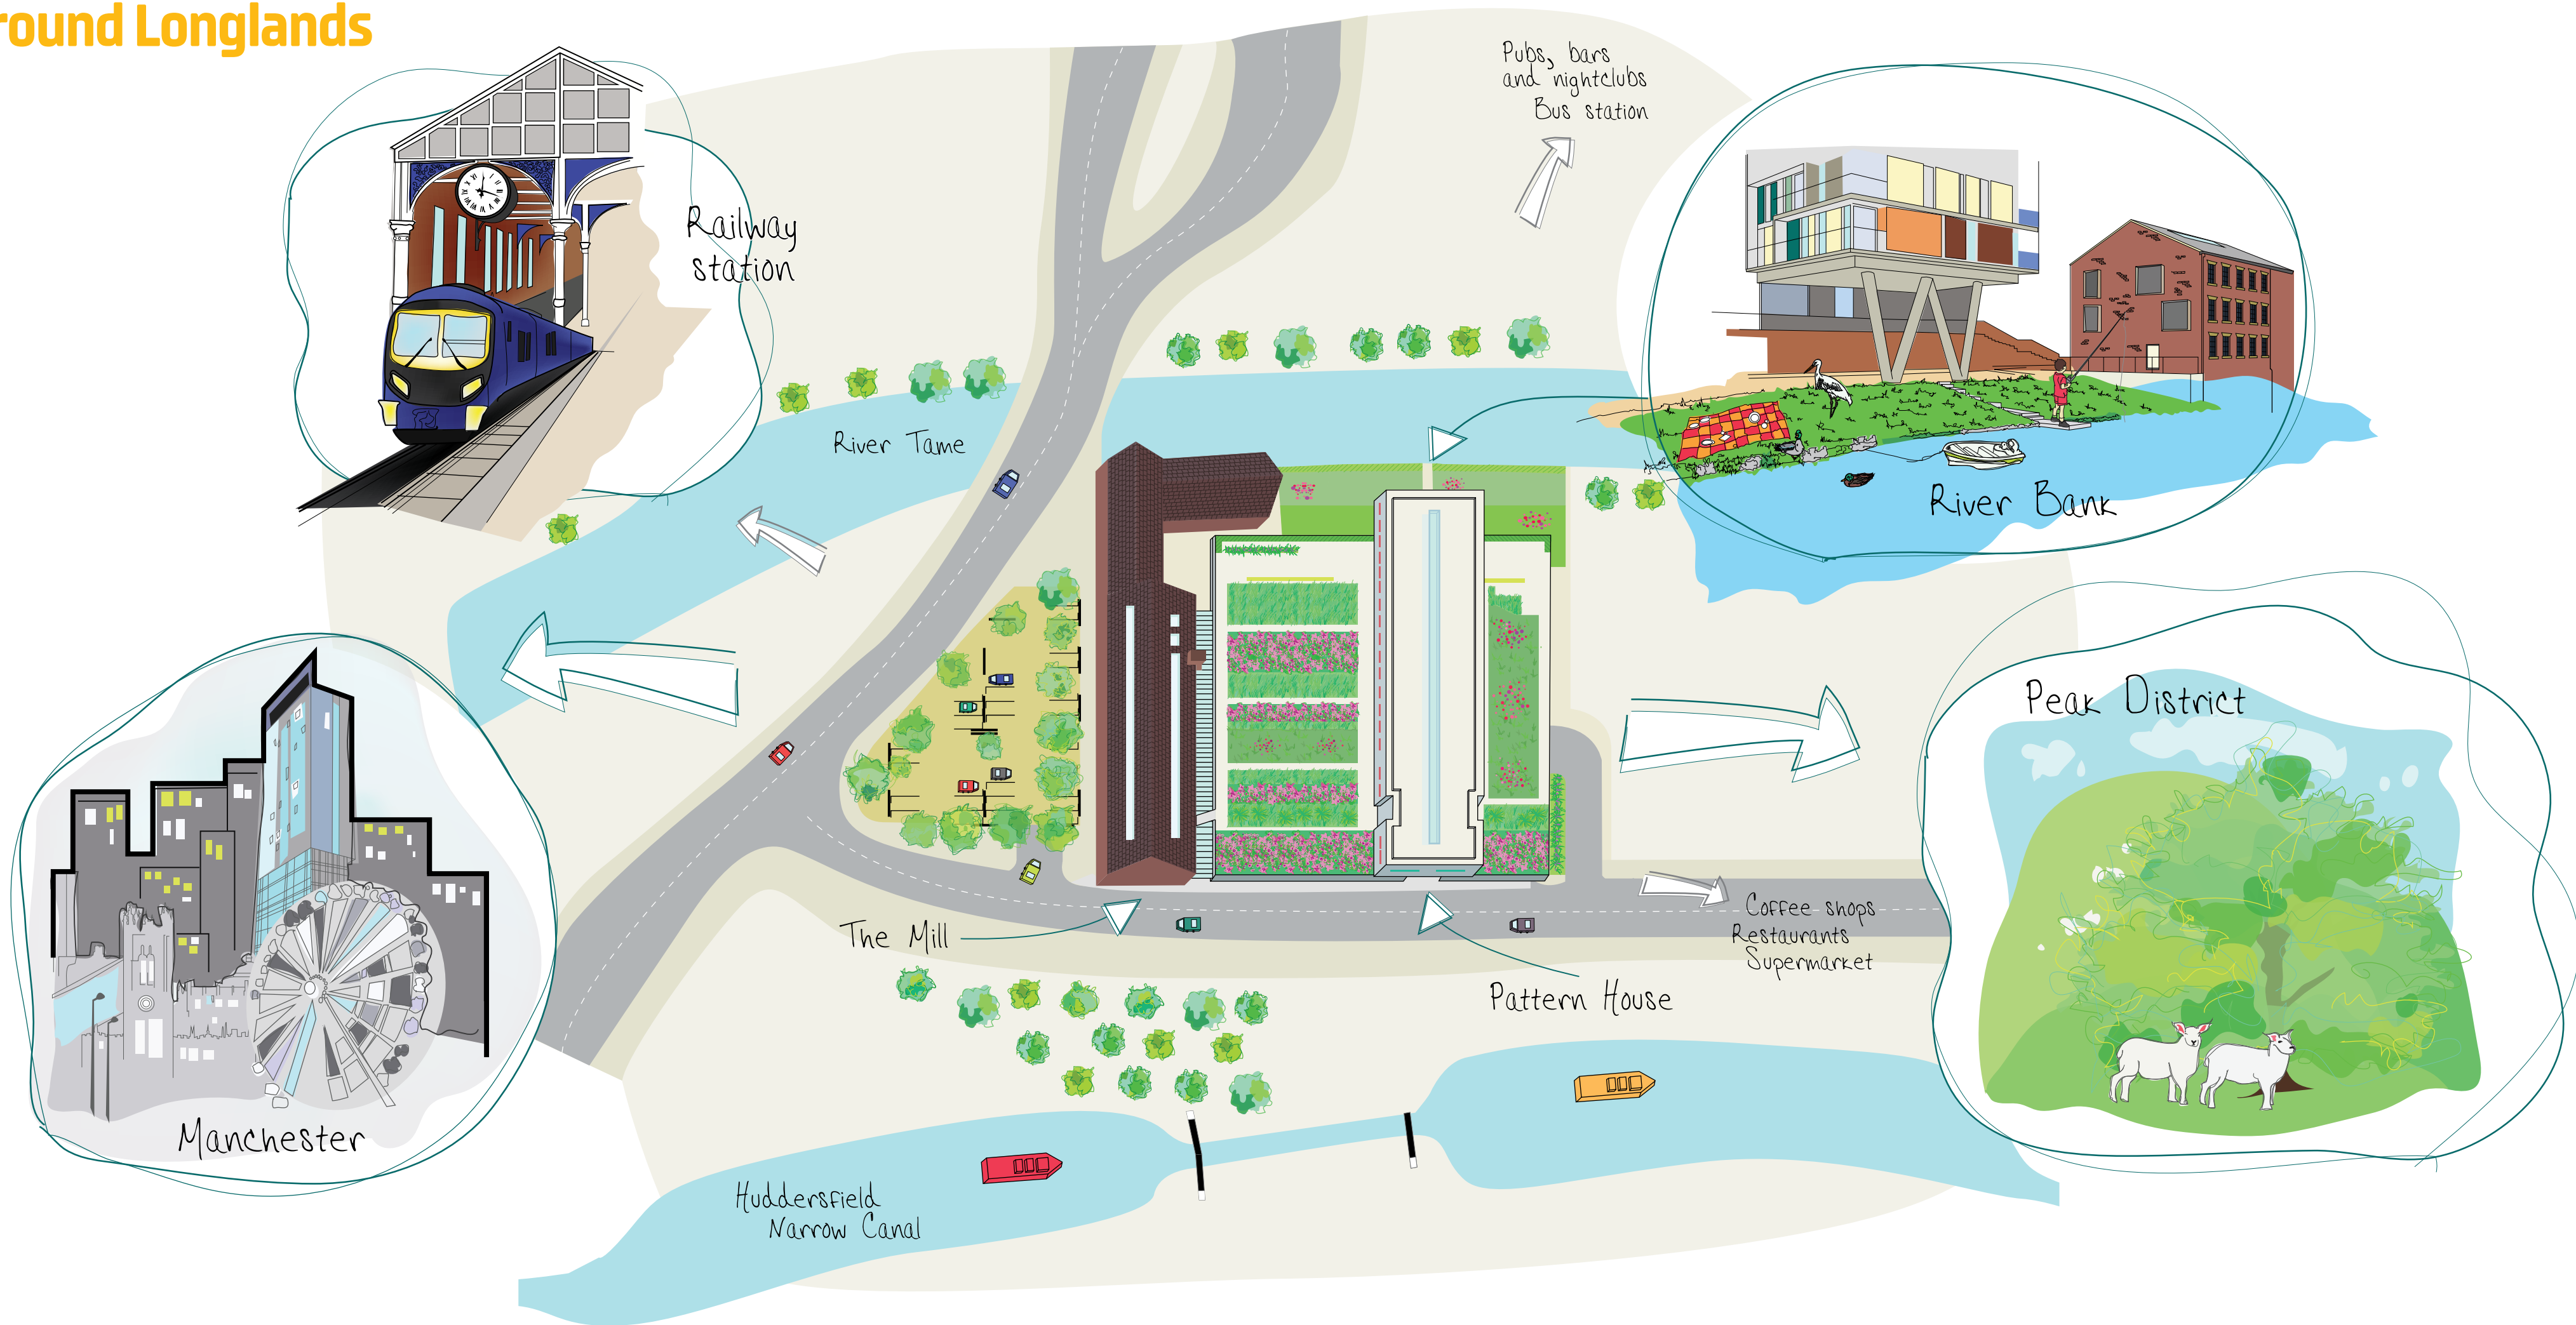 round Longlands
Pubs, bars
and nightclubs
Bus station
Railway
station
River Tame
River Bank
Peak District
Coffee shops
Restaurants
Supermarket
The Mill
Pattern House
Manchester
Huddersfield
Narrow Canal